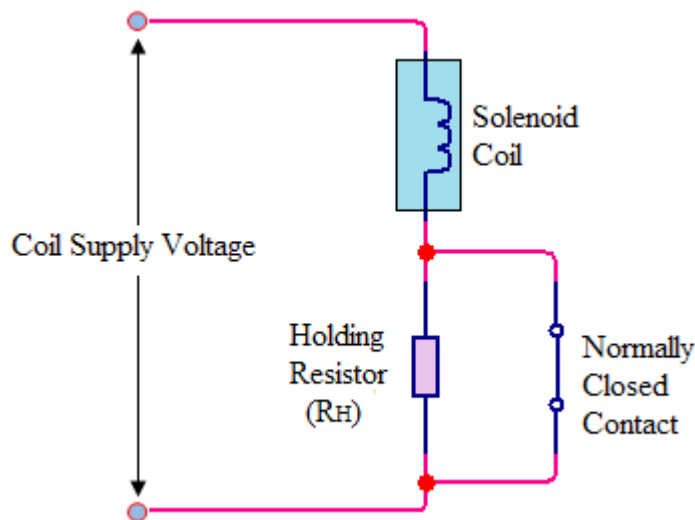 Solenoid
Coil
Coil Supply Voltage
Holding
Resistor
(RH)
Normally
Closed
Contact